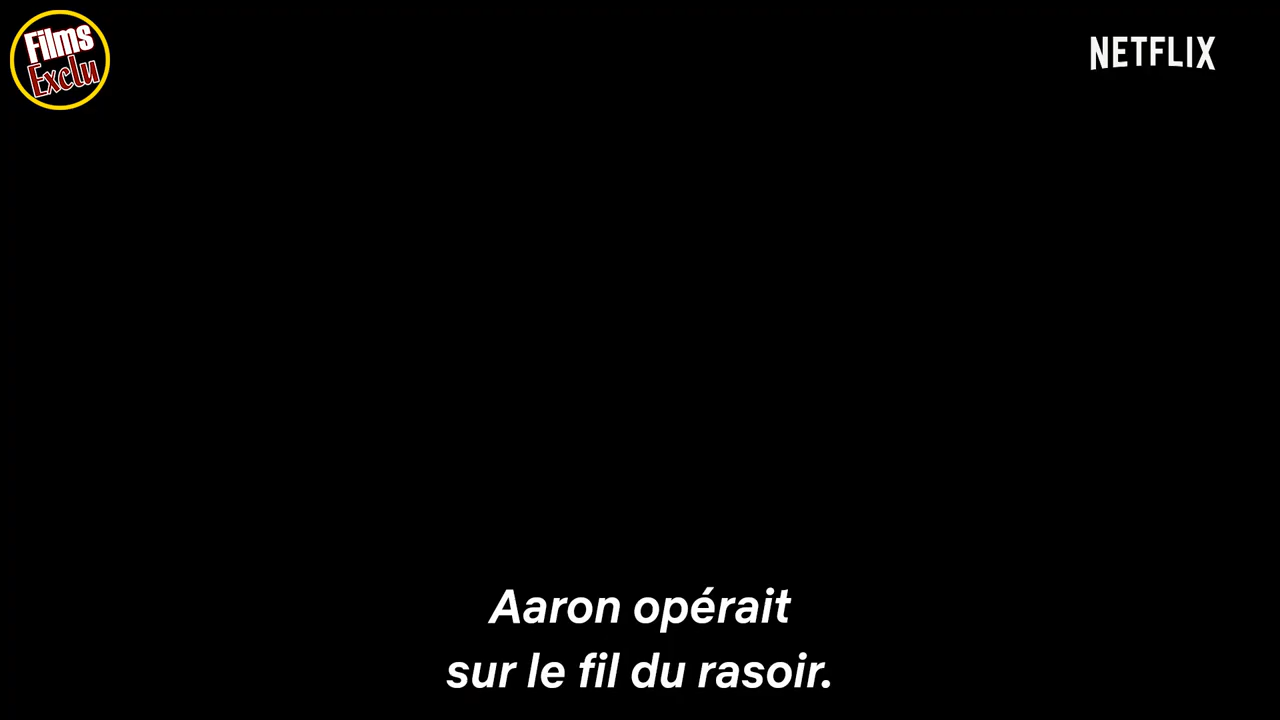 Films
Exclu
NETFLIX
Aaron opérait
sur le fil du rasoir.